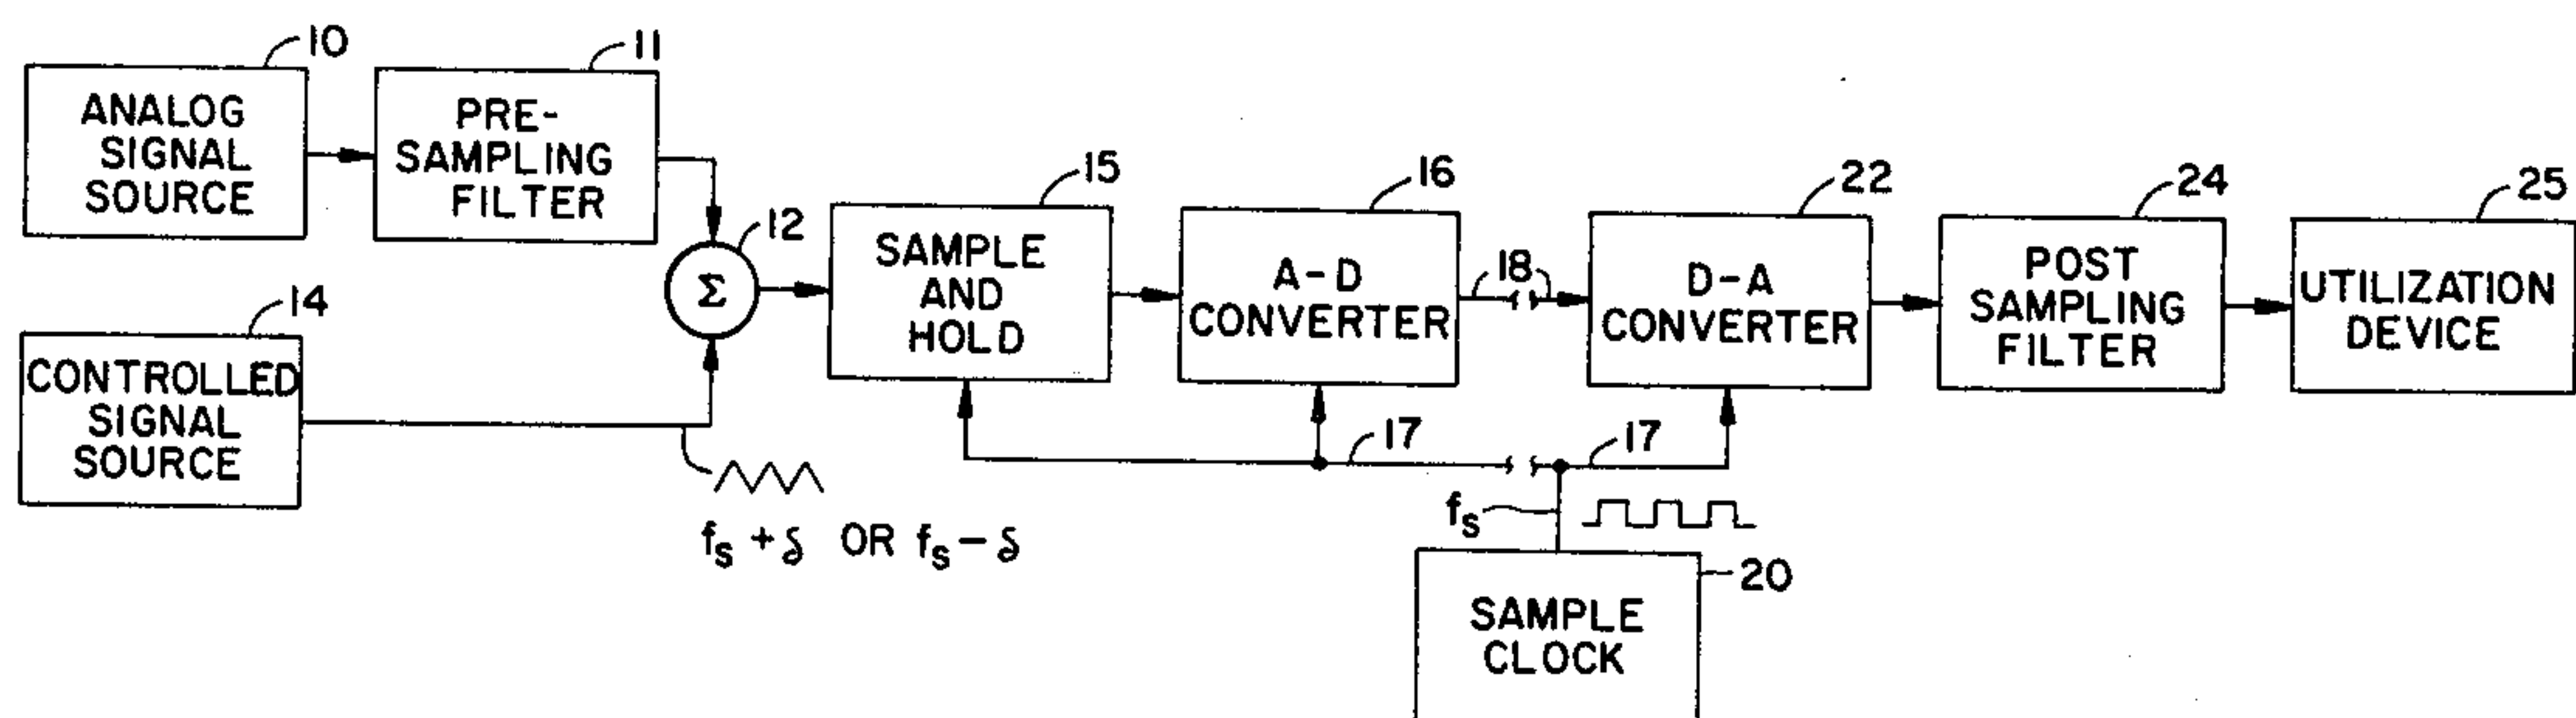 10
ANALOG
SIGNAL
SOURCE
11
PRE-
SAMPLING
FILTER
12
Σ
14
CONTROLLED
SIGNAL
SOURCE
fs + δ OR fs − δ
15
SAMPLE
AND
HOLD
16
A-D
CONVERTER
17
18
17
22
D-A
CONVERTER
24
POST
SAMPLING
FILTER
25
UTILIZATION
DEVICE
fs
20
SAMPLE
CLOCK